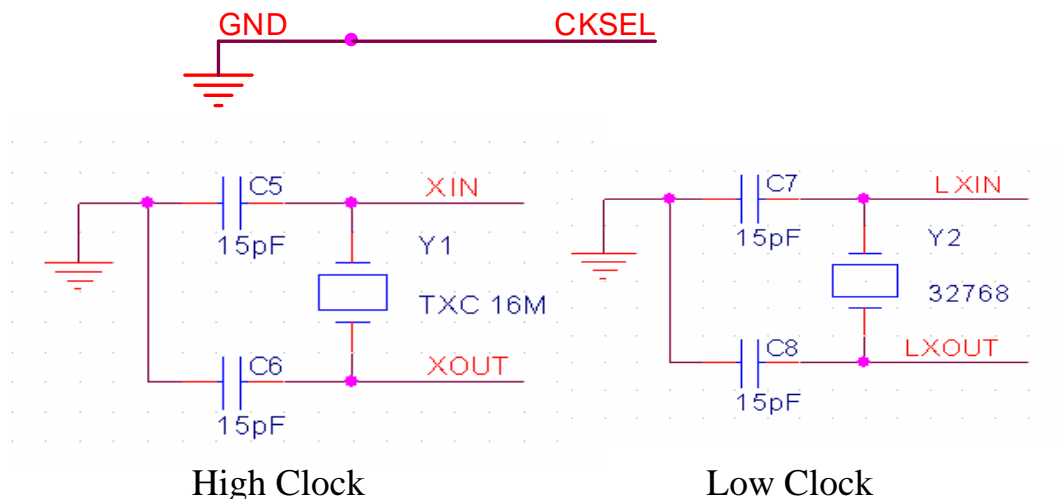 GND CKSEL
C5 XIN
15pF Y1
TXC 16M
C6 XOUT
15pF
High Clock
C7 LXIN
15pF Y2
32768
C8 LXOUT
15pF
Low Clock